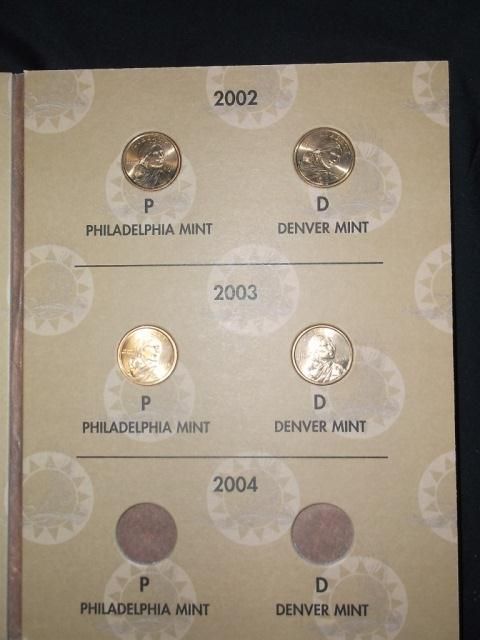 2002
P D
PHILADELPHIA MINT DENVER MINT
2003
P D
PHILADELPHIA MINT DENVER MINT
2004
P D
PHILADELPHIA MINT DENVER MINT